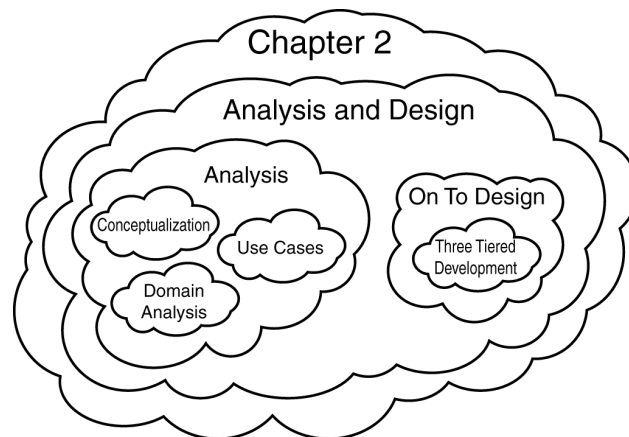 Chapter 2
Analysis and Design
Analysis
Conceptualization
Use Cases
Domain
Analysis
On To Design
Three Tiered
Development